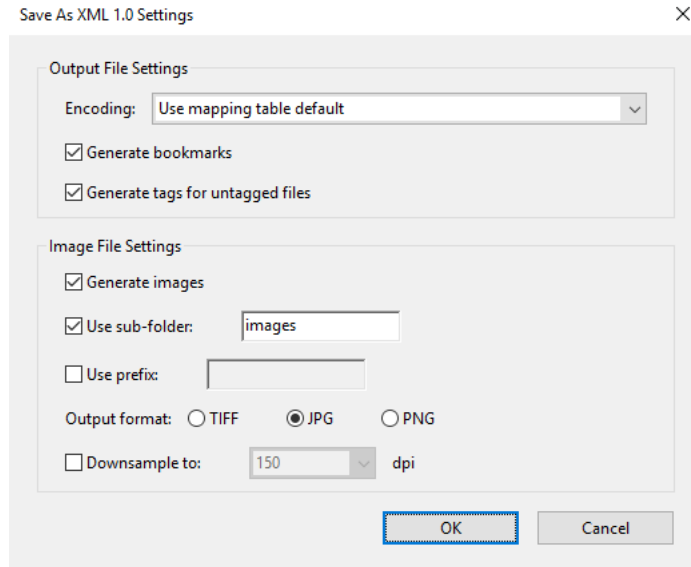 Save As XML 1.0 Settings
Output File Settings
Encoding: Use mapping table default
Generate bookmarks
Generate tags for untagged files
Image File Settings
Generate images
Use sub-folder: images
Use prefix:
Output format: TIFF JPG PNG
Downsample to: 150 dpi
OK Cancel